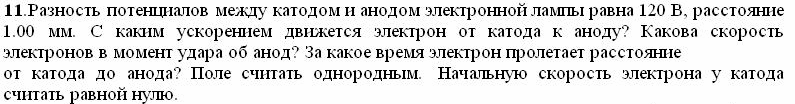 11.Разность потенциалов между катодом и анодом электронной лампы равна 120 В, расстояние
1.00 мм. С каким ускорением движется электрон от катода к аноду? Какова скорость
электронов в момент удара об анод? За какое время электрон пролетает расстояние
от катода до анода? Поле считать однородным. Начальную скорость электрона у катода
считать равной нулю.